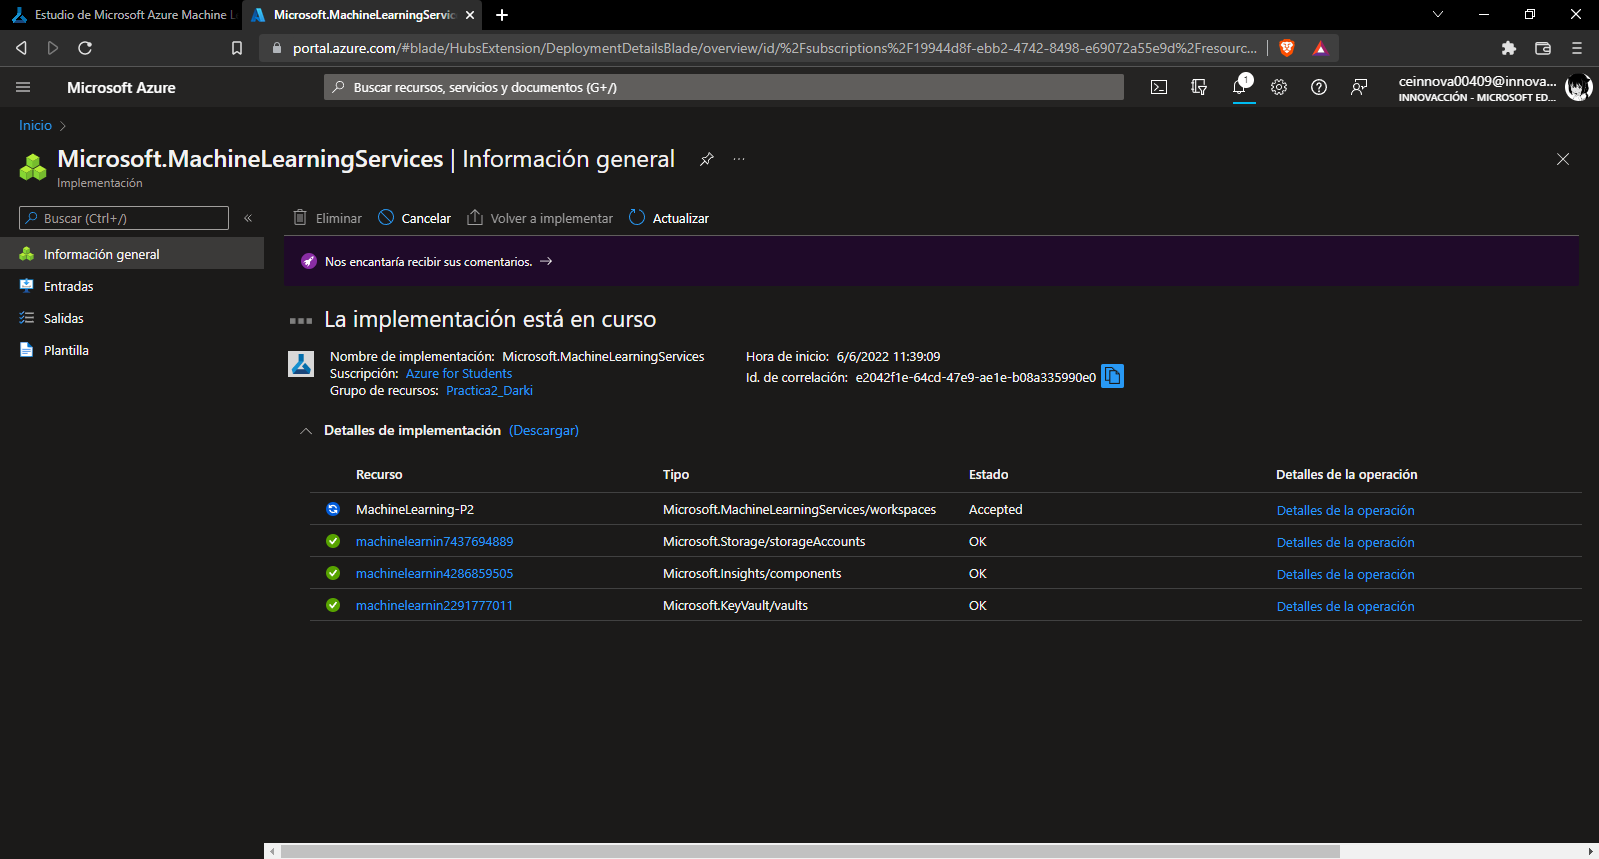 Estudio de Microsoft Azure Machine L
Microsoft.MachineLearningServic
portal.azure.com/#blade/HubsExtension/DeploymentDetailsBlade/overview/id/%2Fsubscriptions%2F19944d8f-ebb2-4742-8498-e69072a55e9d%2Fresourc...
Microsoft Azure
Buscar recursos, servicios y documentos (G+/)
1
ceinnova00409@innova...
INNOVACCIÓN - MICROSOFT ED...
Inicio
Microsoft.MachineLearningServices | Información general
Implementación
Buscar (Ctrl+/)
Eliminar
Cancelar
Volver a implementar
Actualizar
Información general
Entradas
Salidas
Plantilla
Nos encantaría recibir sus comentarios.
La implementación está en curso
Nombre de implementación: Microsoft.MachineLearningServices
Suscripción: Azure for Students
Grupo de recursos: Practica2_Darki
Hora de inicio: 6/6/2022 11:39:09
Id. de correlación: e2042f1e-64cd-47e9-ae1e-b08a335990e0
Detalles de implementación (Descargar)
Recurso Tipo Estado Detalles de la operación
MachineLearning-P2 Microsoft.MachineLearningServices/workspaces Accepted Detalles de la operación
machinelearnin7437694889 Microsoft.Storage/storageAccounts OK Detalles de la operación
machinelearnin4286859505 Microsoft.Insights/components OK Detalles de la operación
machinelearnin2291777011 Microsoft.KeyVault/vaults OK Detalles de la operación